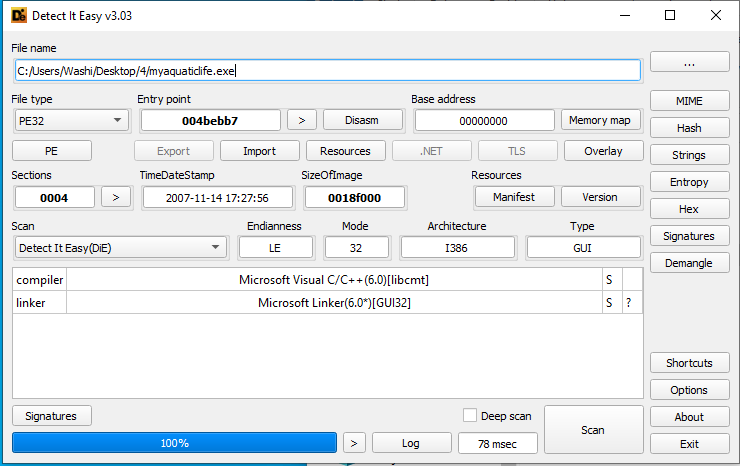 Detect It Easy v3.03
File name
C:/Users/Washi/Desktop/4/myaquaticlife.exe
...
File type Entry point Base address
PE32 004bebb7 > Disasm 00000000 Memory map MIME
PE Export Import Resources .NET TLS Overlay Hash
Strings
Sections TimeDateStamp SizeOfImage Resources
0004 > 2007-11-14 17:27:56 0018f000 Manifest Version Entropy
Hex
Scan Endianness Mode Architecture Type
Detect It Easy(DiE) LE 32 I386 GUI Signatures
Demangle
compiler Microsoft Visual C/C++(6.0)[libcmt] S
linker Microsoft Linker(6.0*)[GUI32] S ?
Shortcuts
Options
Signatures Deep scan Scan About
100% > Log 78 msec Exit